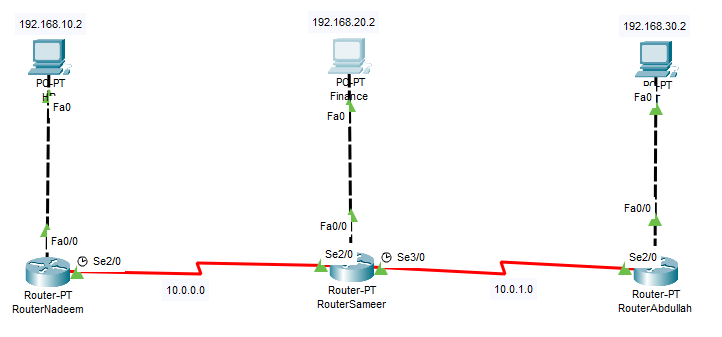 192.168.10.2
192.168.20.2
192.168.30.2
PC-PT
PC-PT
Finance
PC-PT
Fa0
Fa0
Fa0
Fa0/0
Fa0/0
Fa0/0
Se2/0
Se2/0
Se3/0
Se2/0
Router-PT
RouterNadeem
10.0.0.0
Router-PT
RouterSameer
10.0.1.0
Router-PT
RouterAbdullah